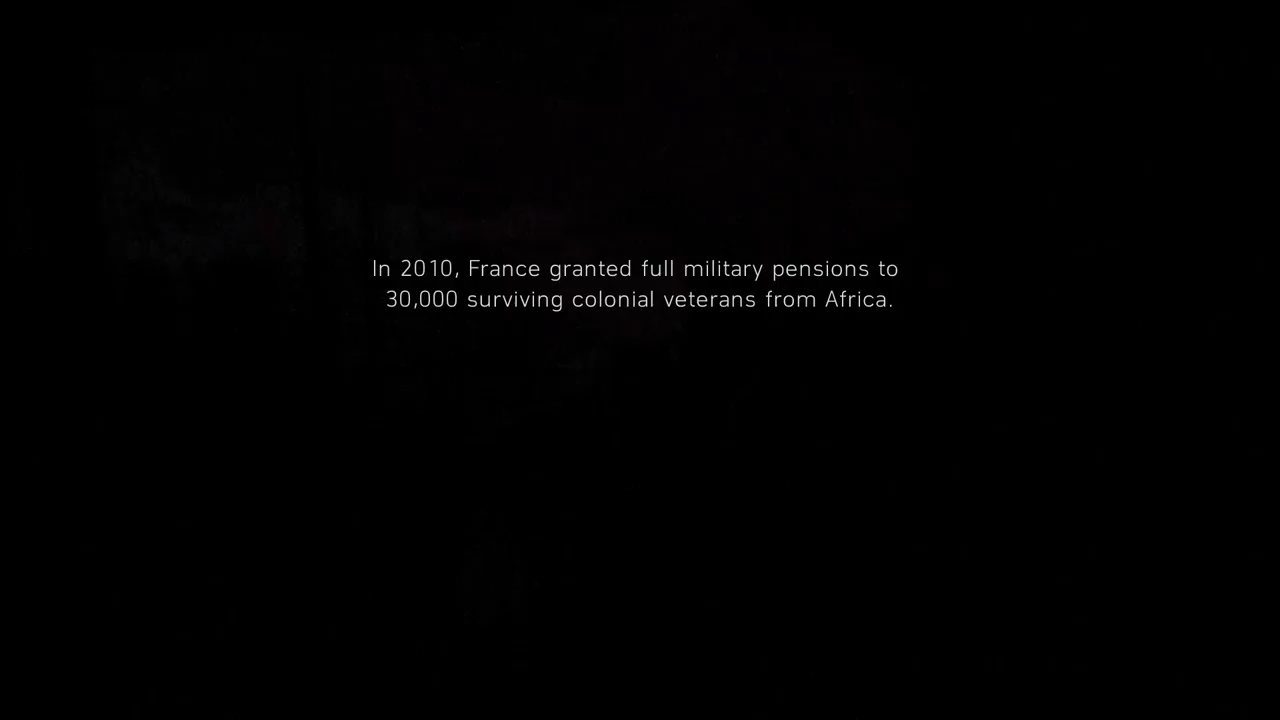 In 2010, France granted full military pensions to
30,000 surviving colonial veterans from Africa.